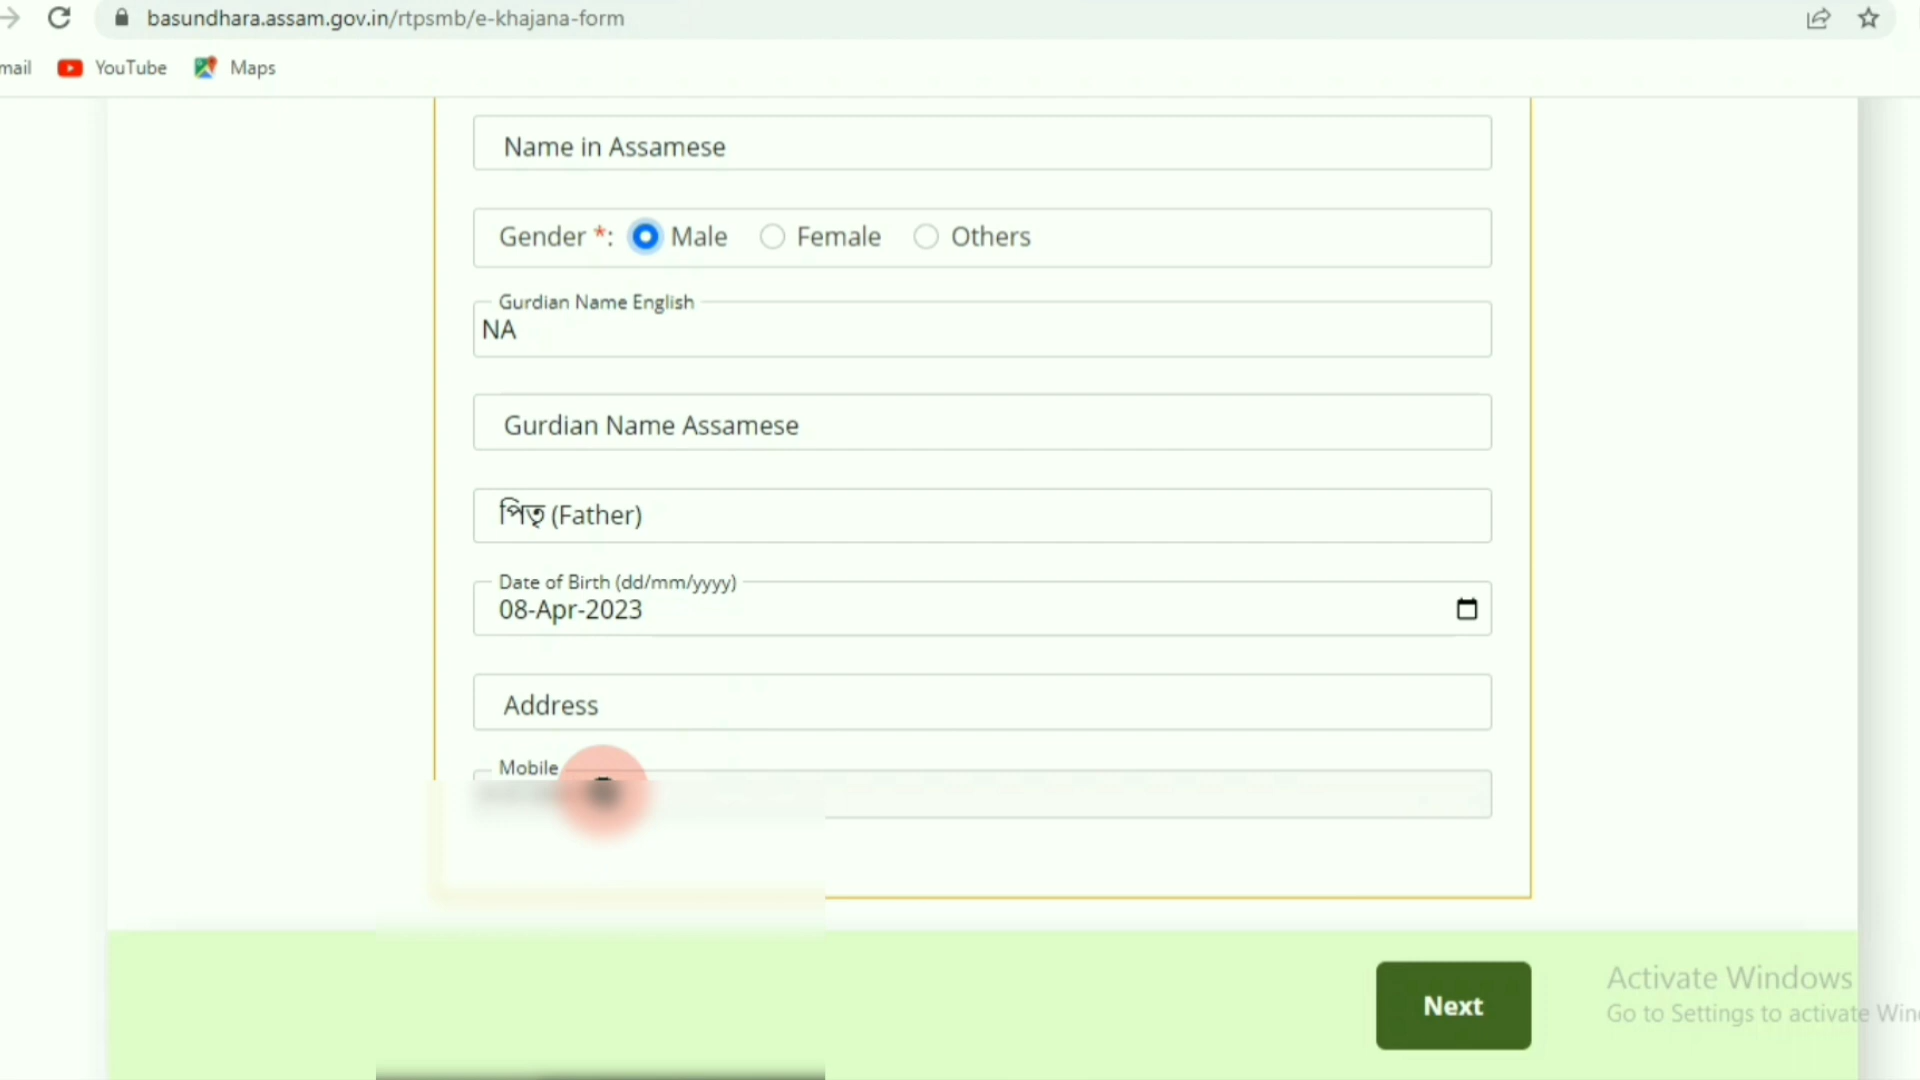 basundhara.assam.gov.in/rtpsmb/e-khajana-form
mail YouTube Maps
Name in Assamese
Gender *: Male Female Others
Gurdian Name English
NA
Gurdian Name Assamese
পিতৃ (Father)
Date of Birth (dd/mm/yyyy)
08-Apr-2023
Address
Mobile
Next
Activate Windows
Go to Settings to activate Win